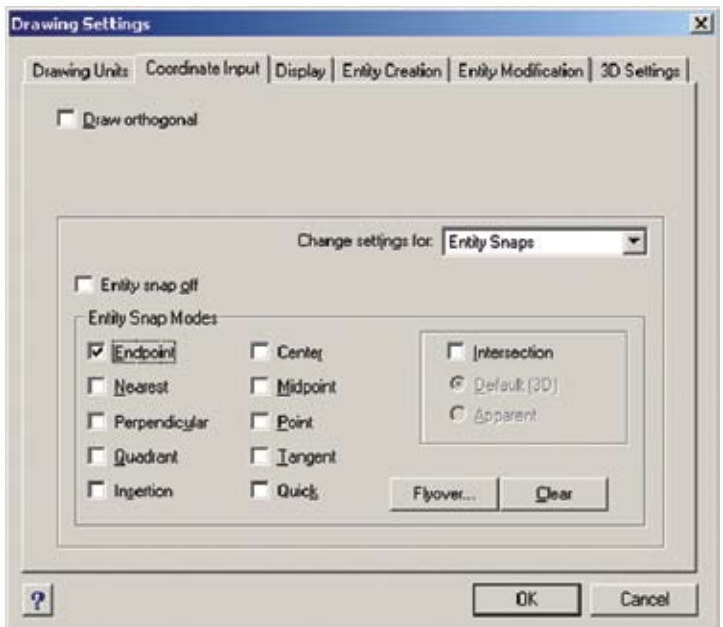 Drawing Settings
Drawing Units Coordinate Input Display Entity Creation Entity Modification 3D Settings
Draw orthogonal
Change settings for: Entity Snaps
Entity snap off
Entity Snap Modes
Endpoint Center Intersection
Nearest Midpoint Default (3D)
Perpendicular Point Apparent
Quadrant Tangent
Insertion Quick Flyover... Clear
? OK Cancel